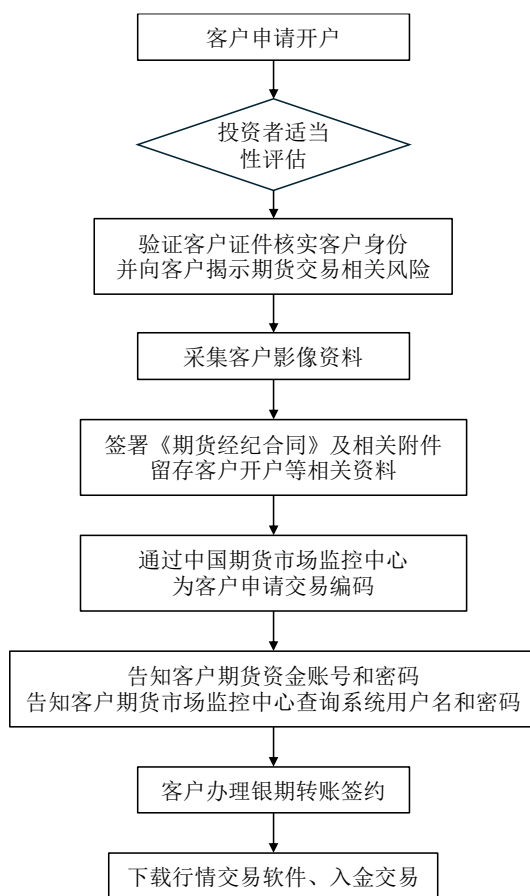 客户申请开户
投资者适当
性评估
验证客户证件核实客户身份
并向客户揭示期货交易相关风险
采集客户影像资料
签署《期货经纪合同》及相关附件
留存客户开户等相关资料
通过中国期货市场监控中心
为客户申请交易编码
告知客户期货资金账号和密码
告知客户期货市场监控中心查询系统用户名和密码
客户办理银期转账签约
下载行情交易软件、入金交易